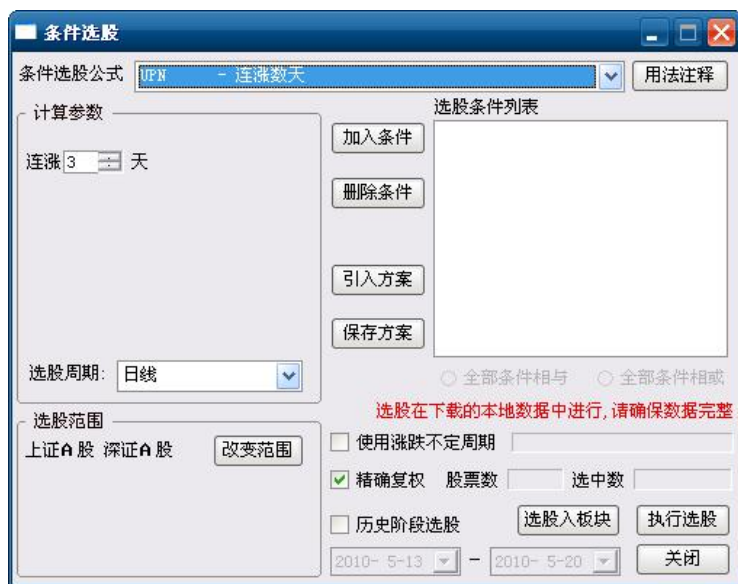 条件选股
条件选股公式 UPN - 连涨数天 用法注释
计算参数
连涨 3 天
选股周期: 日线
选股范围
上证A股 深证A股 改变范围
加入条件
删除条件
引入方案
保存方案
选股条件列表
全部条件相与 全部条件相或
选股在下载的本地数据中进行,请确保数据完整
使用涨跌不定周期
精确复权 股票数 选中数
历史阶段选股 选股入板块 执行选股
2010- 5-13 - 2010- 5-20 关闭